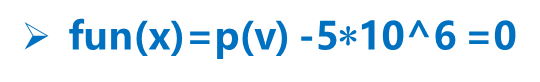 ➢ fun(x)=p(v) -5*10^6 =0